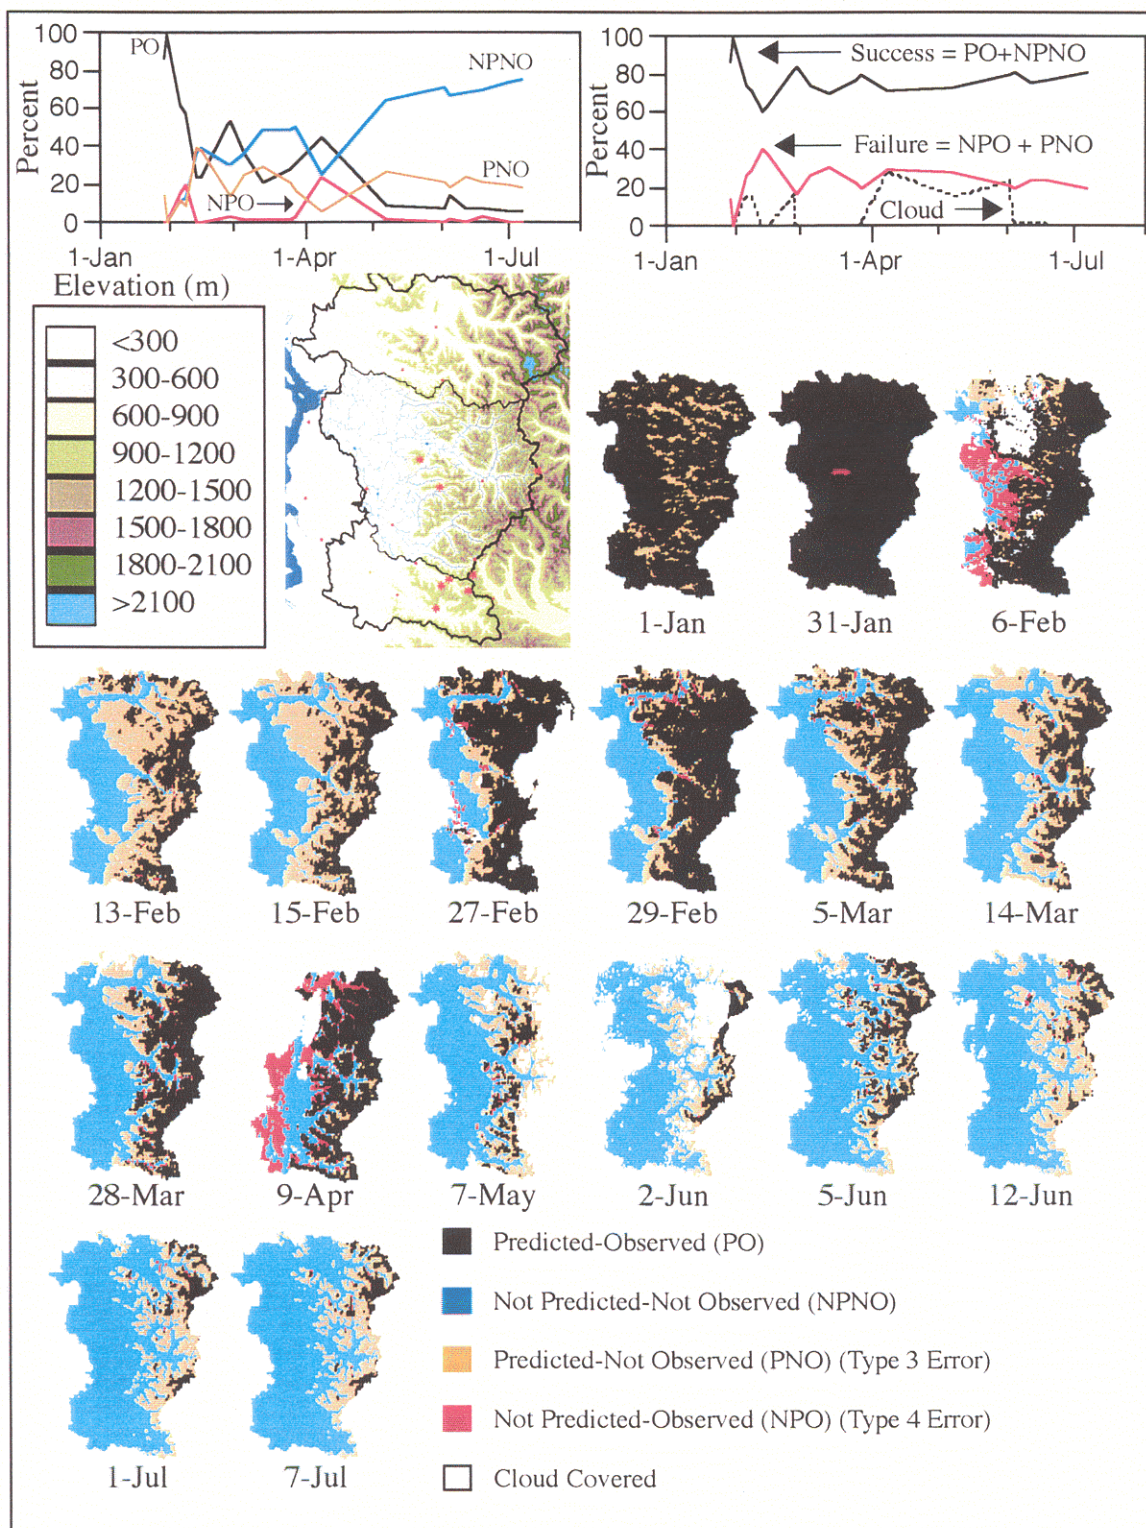 100
80
60
40
20
0
Percent
PO
NPNO
PNO
NPO
1-Jan
1-Apr
1-Jul
100
80
60
40
20
0
Percent
Success = PO+NPNO
Failure = NPO + PNO
Cloud
1-Jan
1-Apr
1-Jul
Elevation (m)
<300
300-600
600-900
900-1200
1200-1500
1500-1800
1800-2100
>2100
1-Jan
31-Jan
6-Feb
13-Feb
15-Feb
27-Feb
29-Feb
5-Mar
14-Mar
28-Mar
9-Apr
7-May
2-Jun
5-Jun
12-Jun
1-Jul
7-Jul
Predicted-Observed (PO)
Not Predicted-Not Observed (NPNO)
Predicted-Not Observed (PNO) (Type 3 Error)
Not Predicted-Observed (NPO) (Type 4 Error)
Cloud Covered